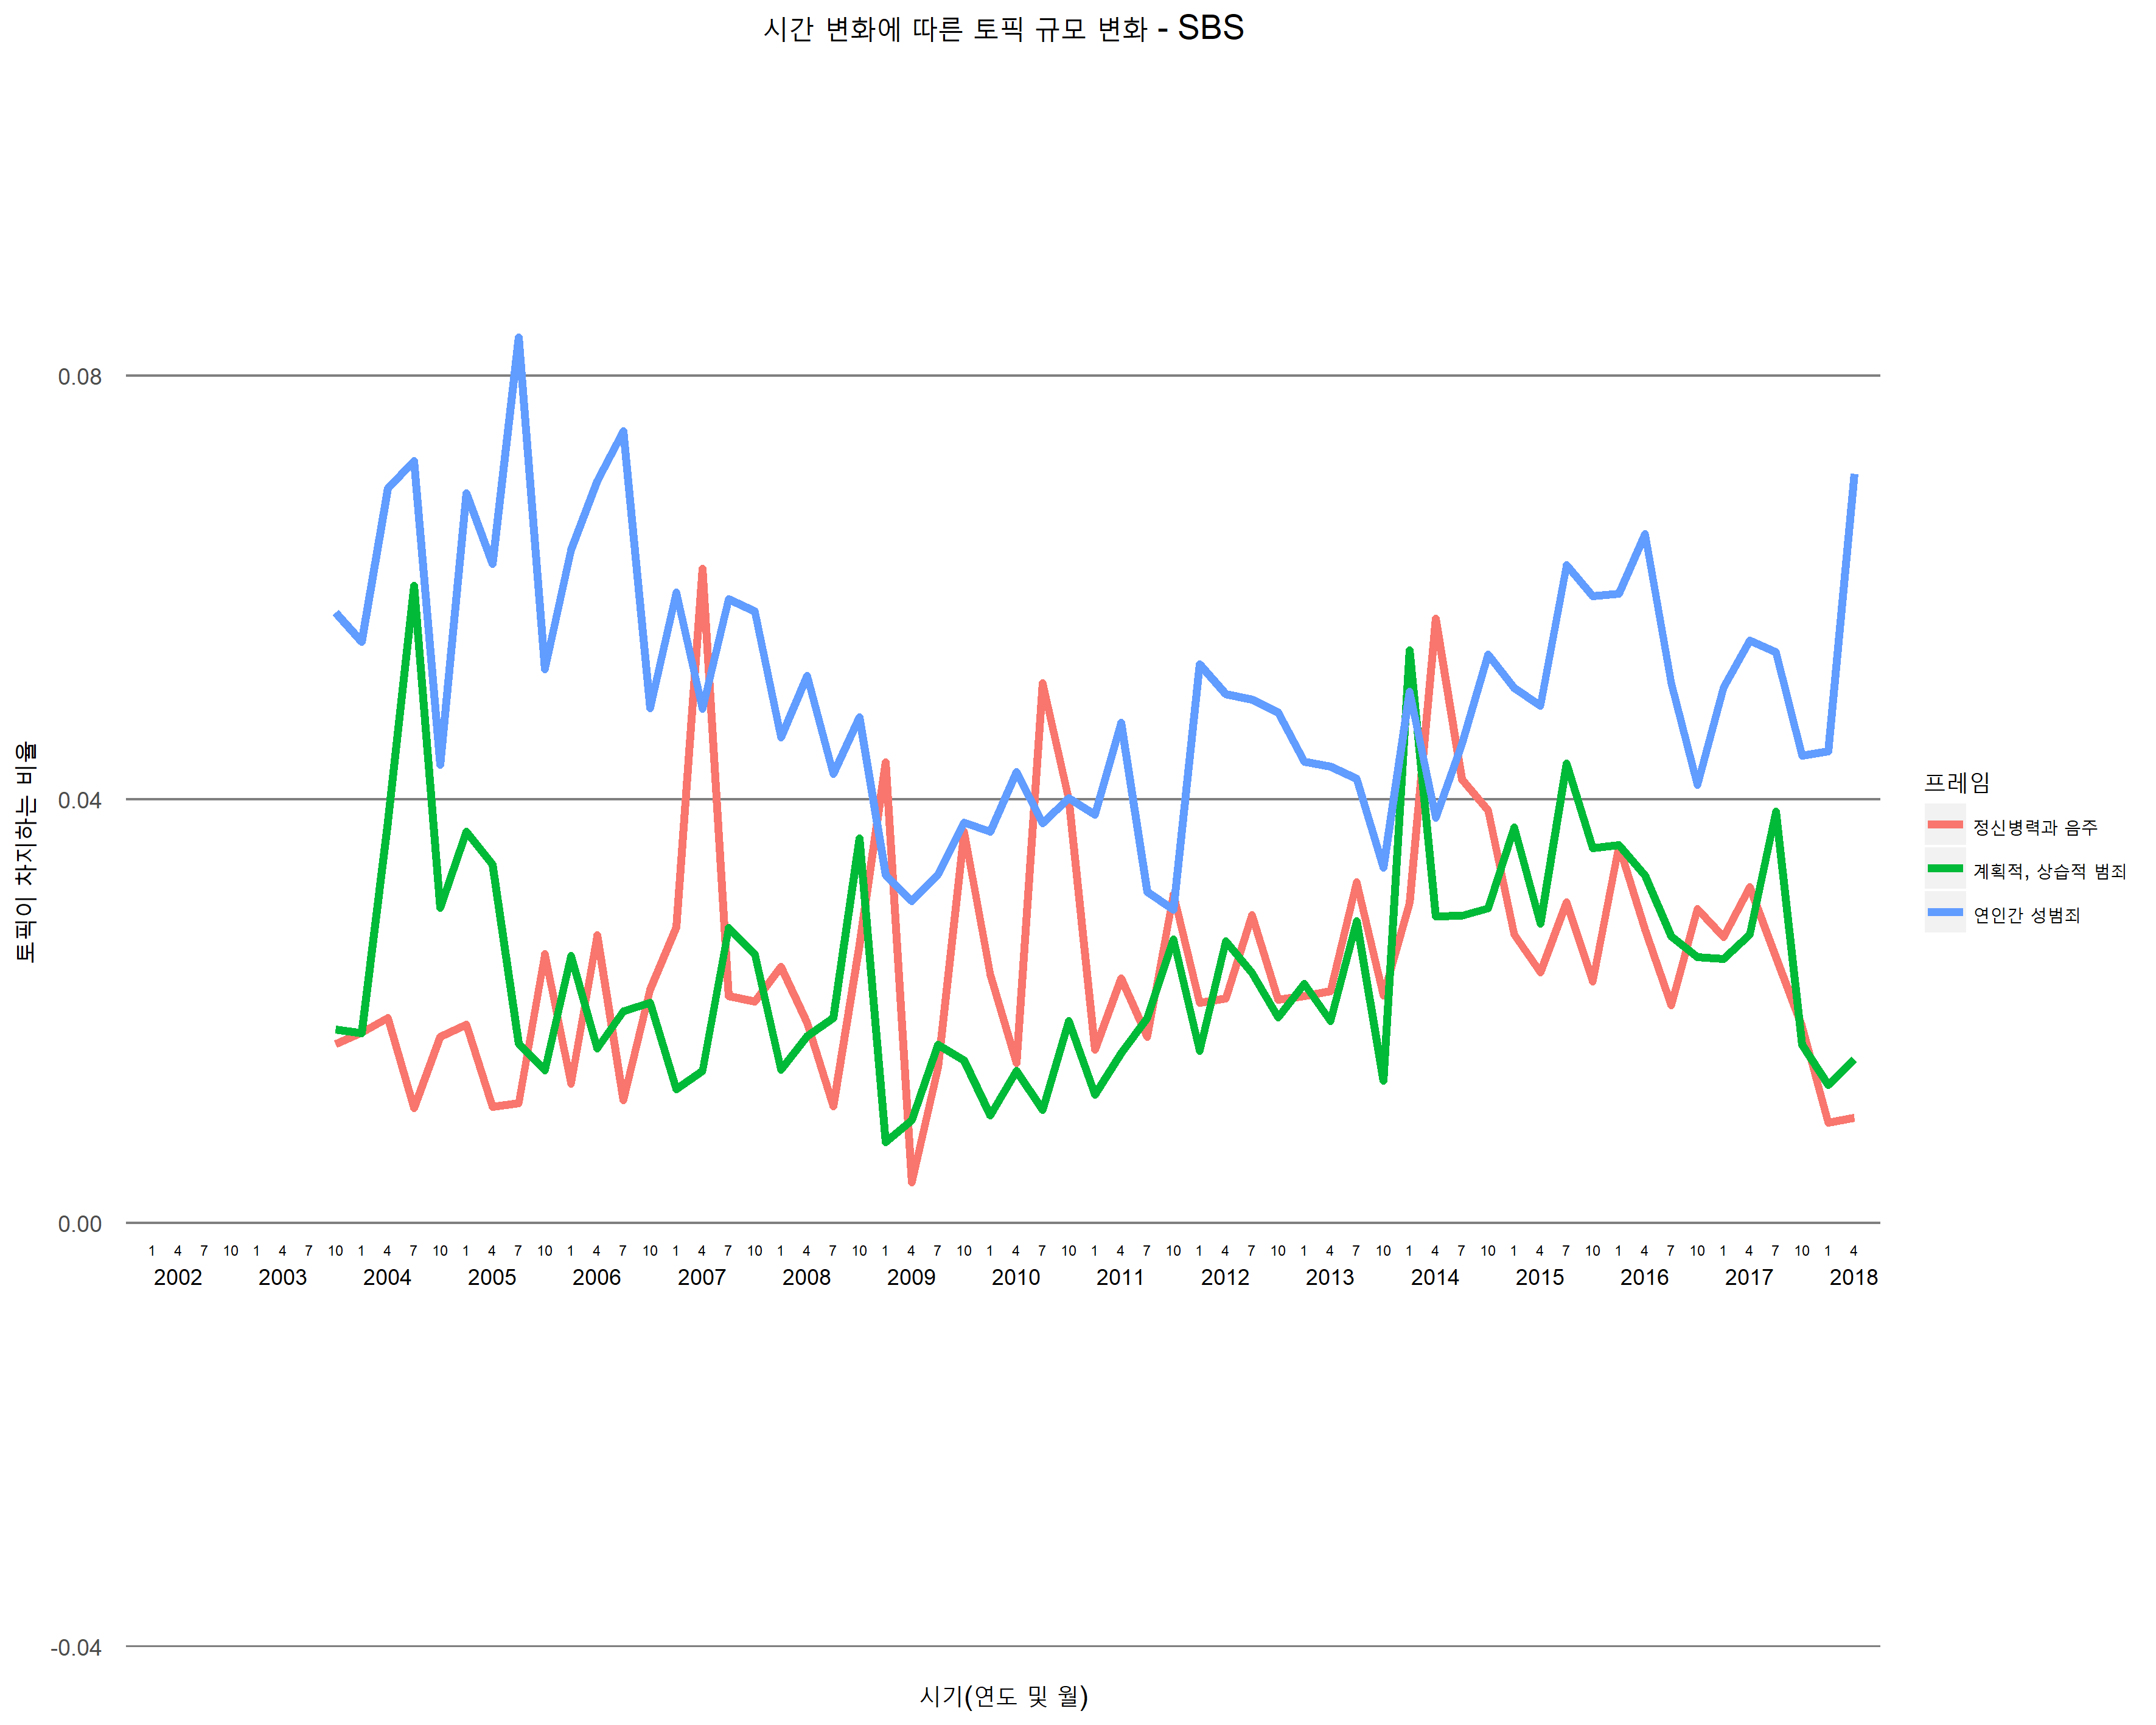 시간 변화에 따른 토픽 규모 변화 - SBS
토픽이 차지하는 비율
0.08
0.04
0.00
-0.04
1 4 7 10 1 4 7 10 1 4 7 10 1 4 7 10 1 4 7 10 1 4 7 10 1 4 7 10 1 4 7 10 1 4 7 10 1 4 7 10 1 4 7 10 1 4 7 10 1 4 7 10 1 4 7 10 1 4 7 10 1 4 7 10 1 4
2002 2003 2004 2005 2006 2007 2008 2009 2010 2011 2012 2013 2014 2015 2016 2017 2018
시기(연도 및 월)
프레임
정신병력과 음주
계획적, 상습적 범죄
연인간 성범죄